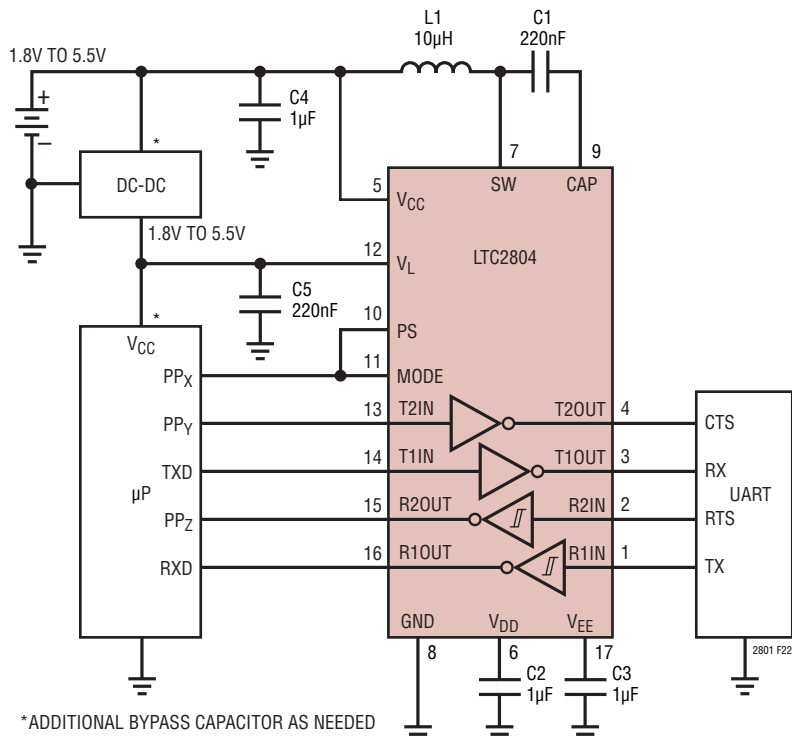 L1
10µH
C1
220nF
1.8V TO 5.5V
C4
1µF
+
–
*
7
9
DC-DC
SW
CAP
5
VCC
1.8V TO 5.5V
12
VL
LTC2804
C5
220nF
*
10
PS
VCC
11
PPX
MODE
13
T2IN
T2OUT
4
PPY
CTS
14
T1IN
T1OUT
3
TXD
RX
µP
UART
15
R2OUT
R2IN
2
PPZ
RTS
16
R1OUT
R1IN
1
RXD
TX
GND
VDD
VEE
2801 F22
8
6
17
C2
1µF
C3
1µF
*ADDITIONAL BYPASS CAPACITOR AS NEEDED